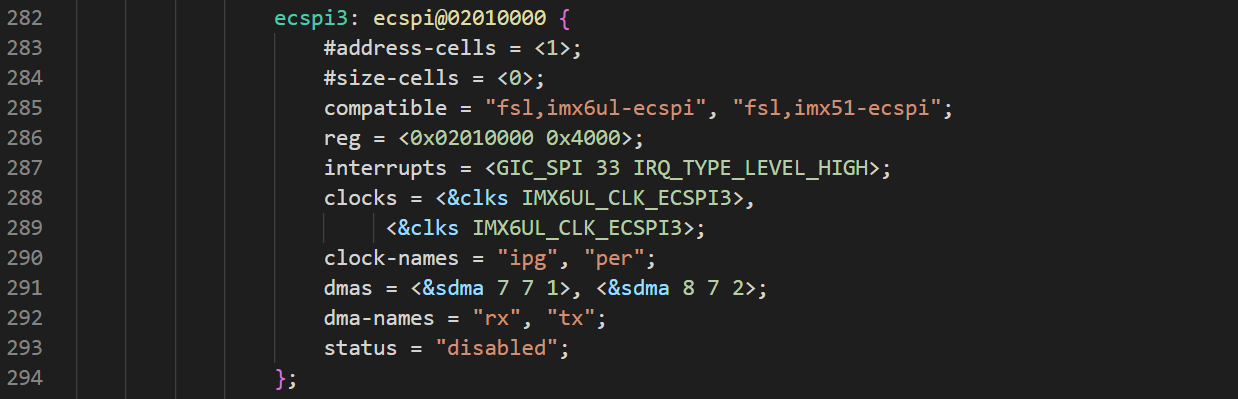 282 ecspi3: ecspi@02010000 {
283 #address-cells = <1>;
284 #size-cells = <0>;
285 compatible = "fsl,imx6ul-ecspi", "fsl,imx51-ecspi";
286 reg = <0x02010000 0x4000>;
287 interrupts = <GIC_SPI 33 IRQ_TYPE_LEVEL_HIGH>;
288 clocks = <&clks IMX6UL_CLK_ECSPI3>,
289 <&clks IMX6UL_CLK_ECSPI3>;
290 clock-names = "ipg", "per";
291 dmas = <&sdma 7 7 1>, <&sdma 8 7 2>;
292 dma-names = "rx", "tx";
293 status = "disabled";
294 };